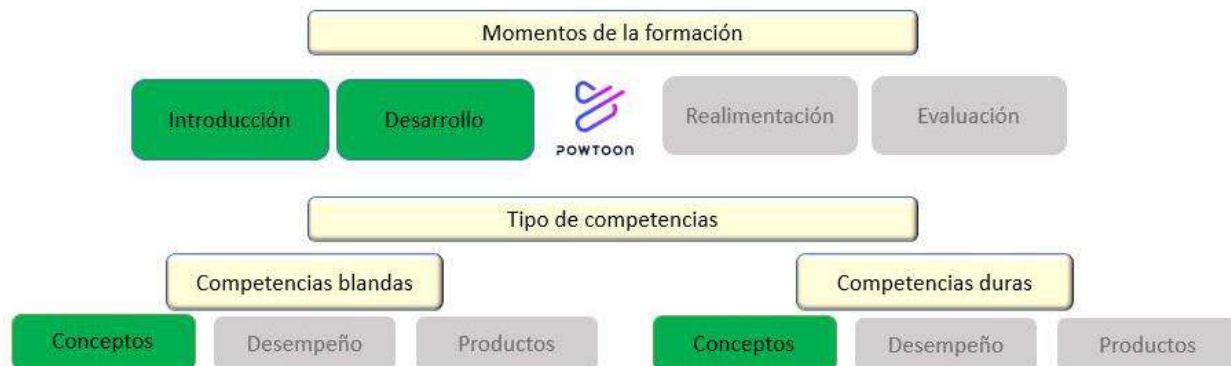 Momentos de la formación
Introducción Desarrollo POWTOON Realimentación Evaluación
Tipo de competencias
Competencias blandas Competencias duras
Conceptos Desempeño Productos Conceptos Desempeño Productos